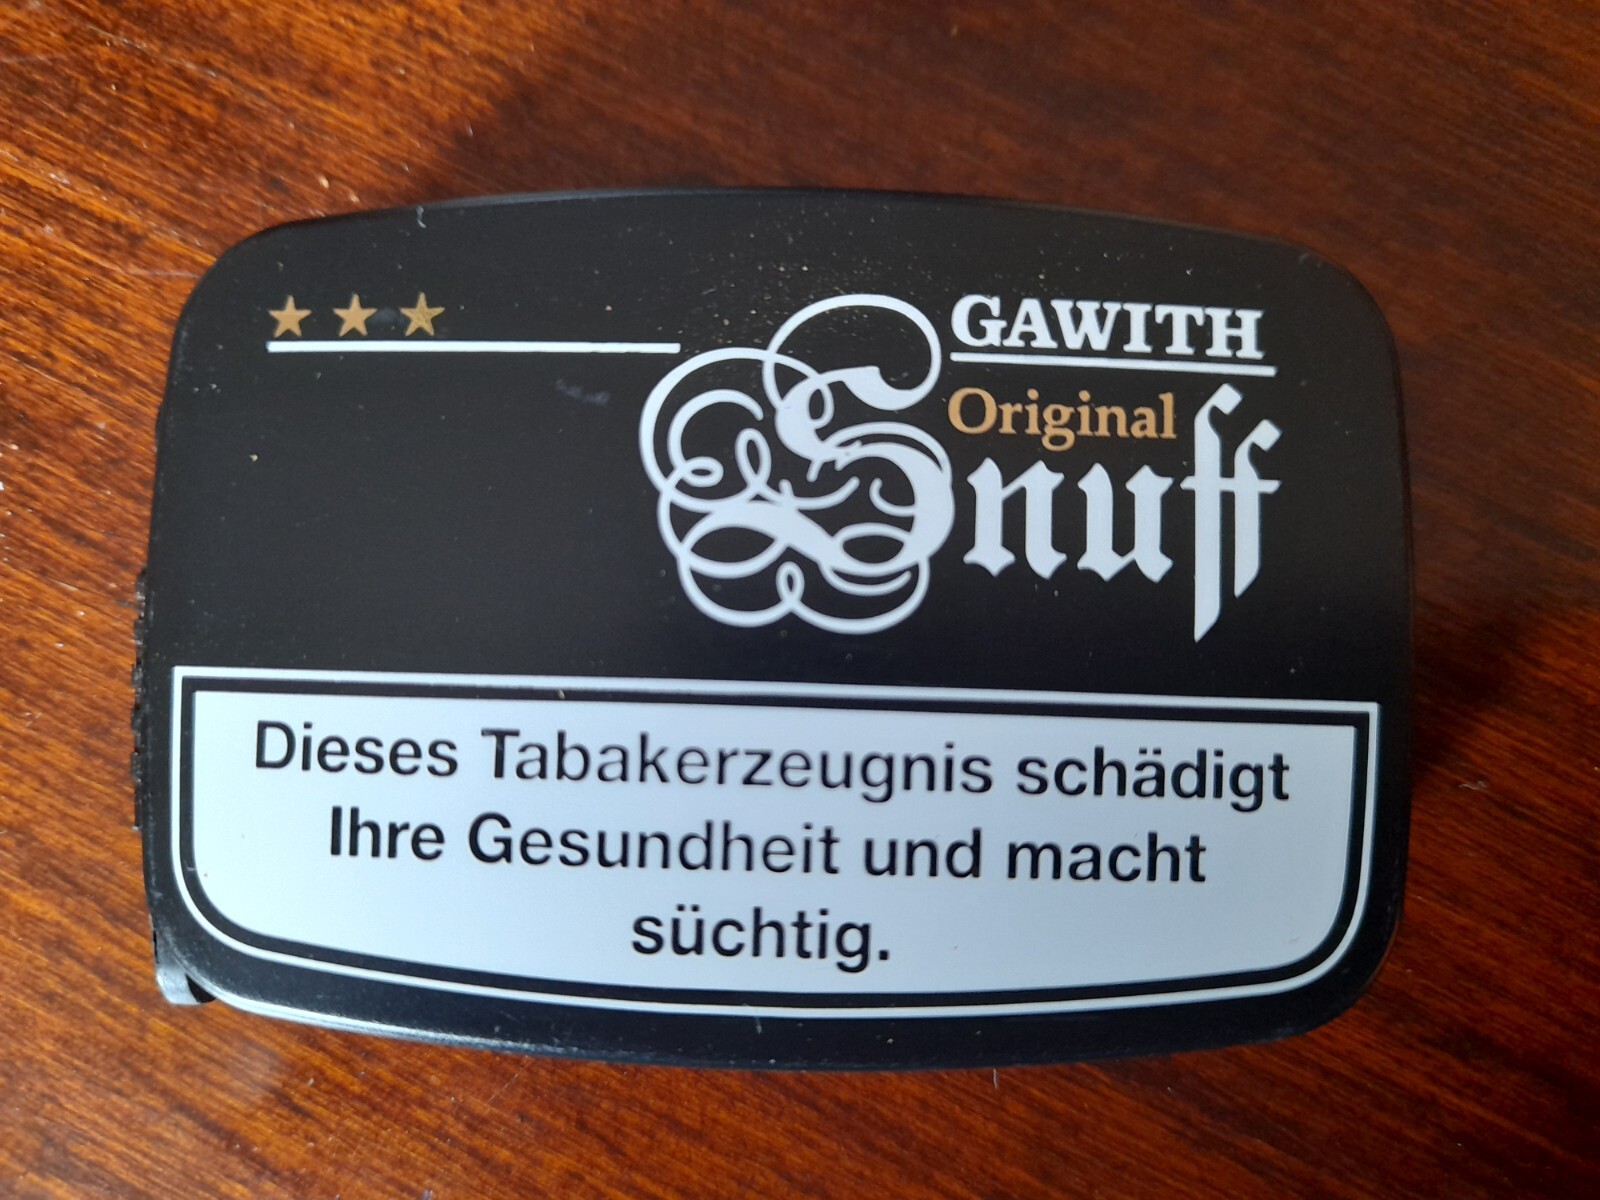 GAWITH
Original
Snuff
Dieses Tabakerzeugnis schädigt
Ihre Gesundheit und macht
süchtig.